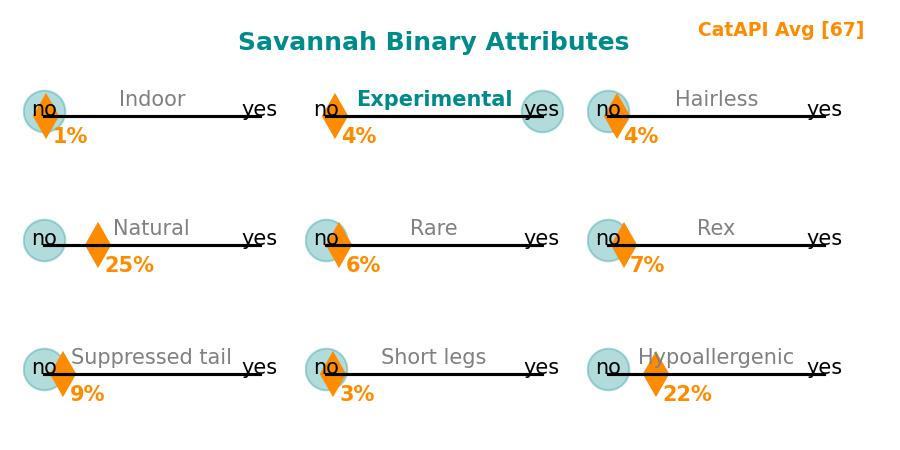 Savannah Binary Attributes
CatAPI Avg [67]
no Indoor yes
1%
no Experimental yes
4%
no Hairless yes
4%
no Natural yes
25%
no Rare yes
6%
no Rex yes
7%
no Suppressed tail yes
9%
no Short legs yes
3%
no Hypoallergenic yes
22%